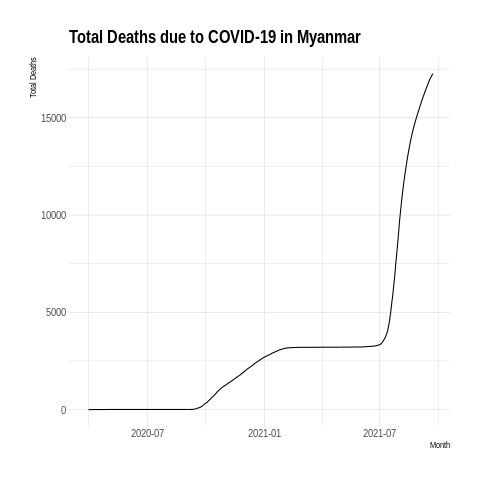 Total Deaths due to COVID-19 in Myanmar
Total Deaths
15000
10000
5000
0
2020-07 2021-01 2021-07
Month